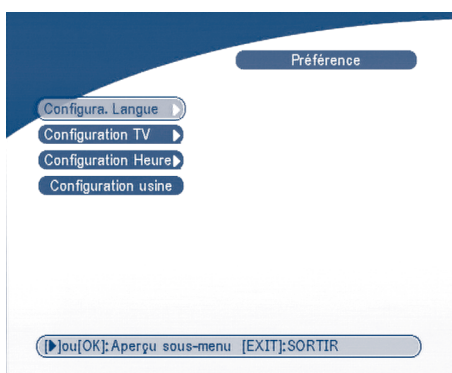 Préférence
Configura. Langue
Configuration TV
Configuration Heure
Configuration usine
[▶]ou[OK]:Aperçu sous-menu [EXIT]:SORTIR